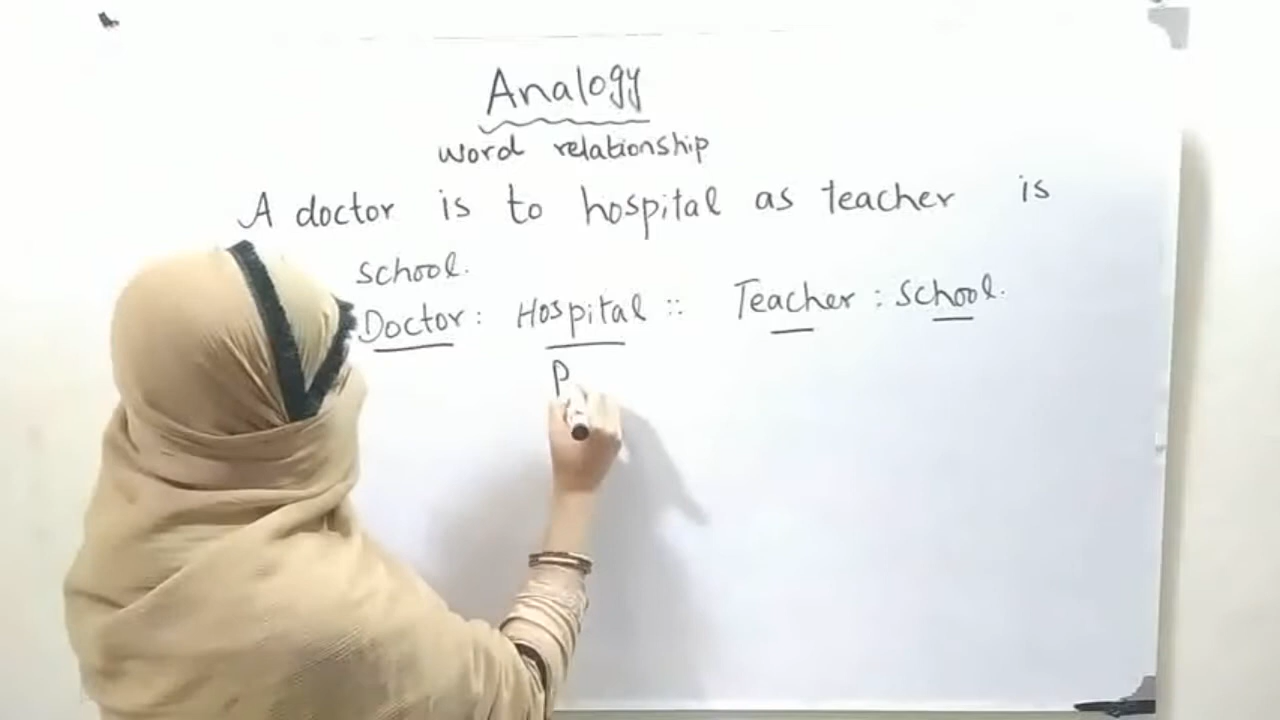 Analogy
word relationship
A doctor is to hospital as teacher is
school.
Doctor : Hospital :: Teacher : school.
P